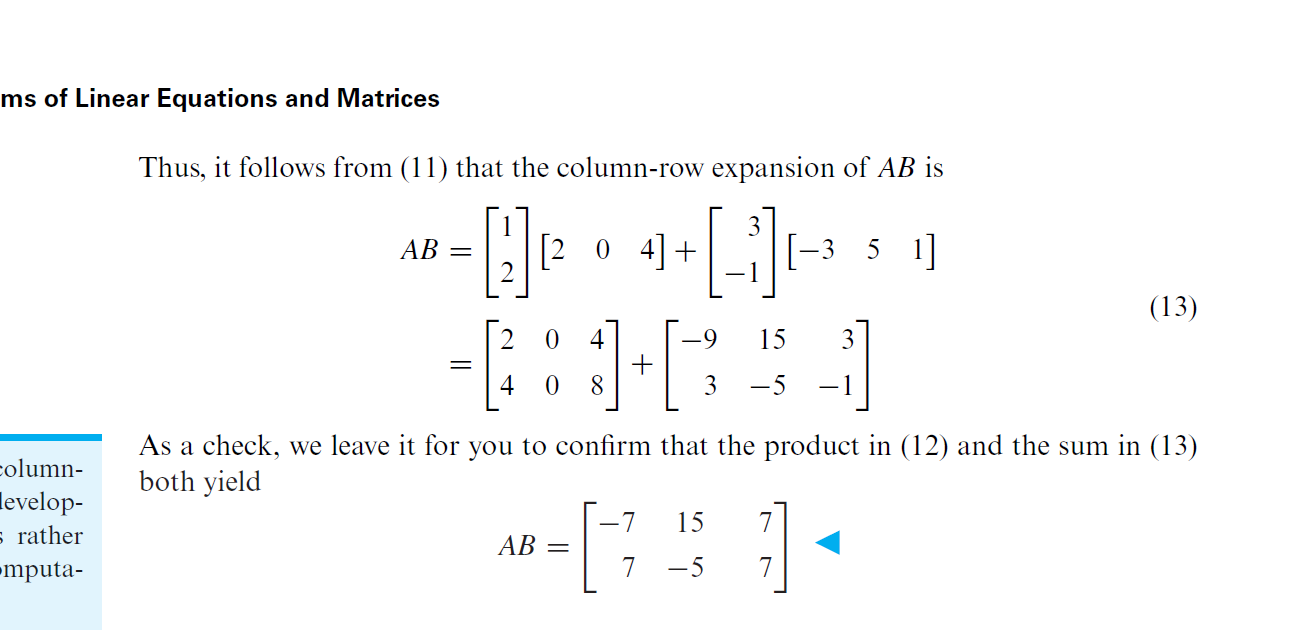 ms of Linear Equations and Matrices
Thus, it follows from (11) that the column-row expansion of AB is
AB = [1 2] [2 0 4] + [3 −1] [−3 5 1]
(13)
= [2 0 4 4 0 8] + [−9 15 3 3 −5 −1]
As a check, we leave it for you to confirm that the product in (12) and the sum in (13)
both yield
AB = [−7 15 7 7 −5 7]
column-
develop-
s rather
omputa-